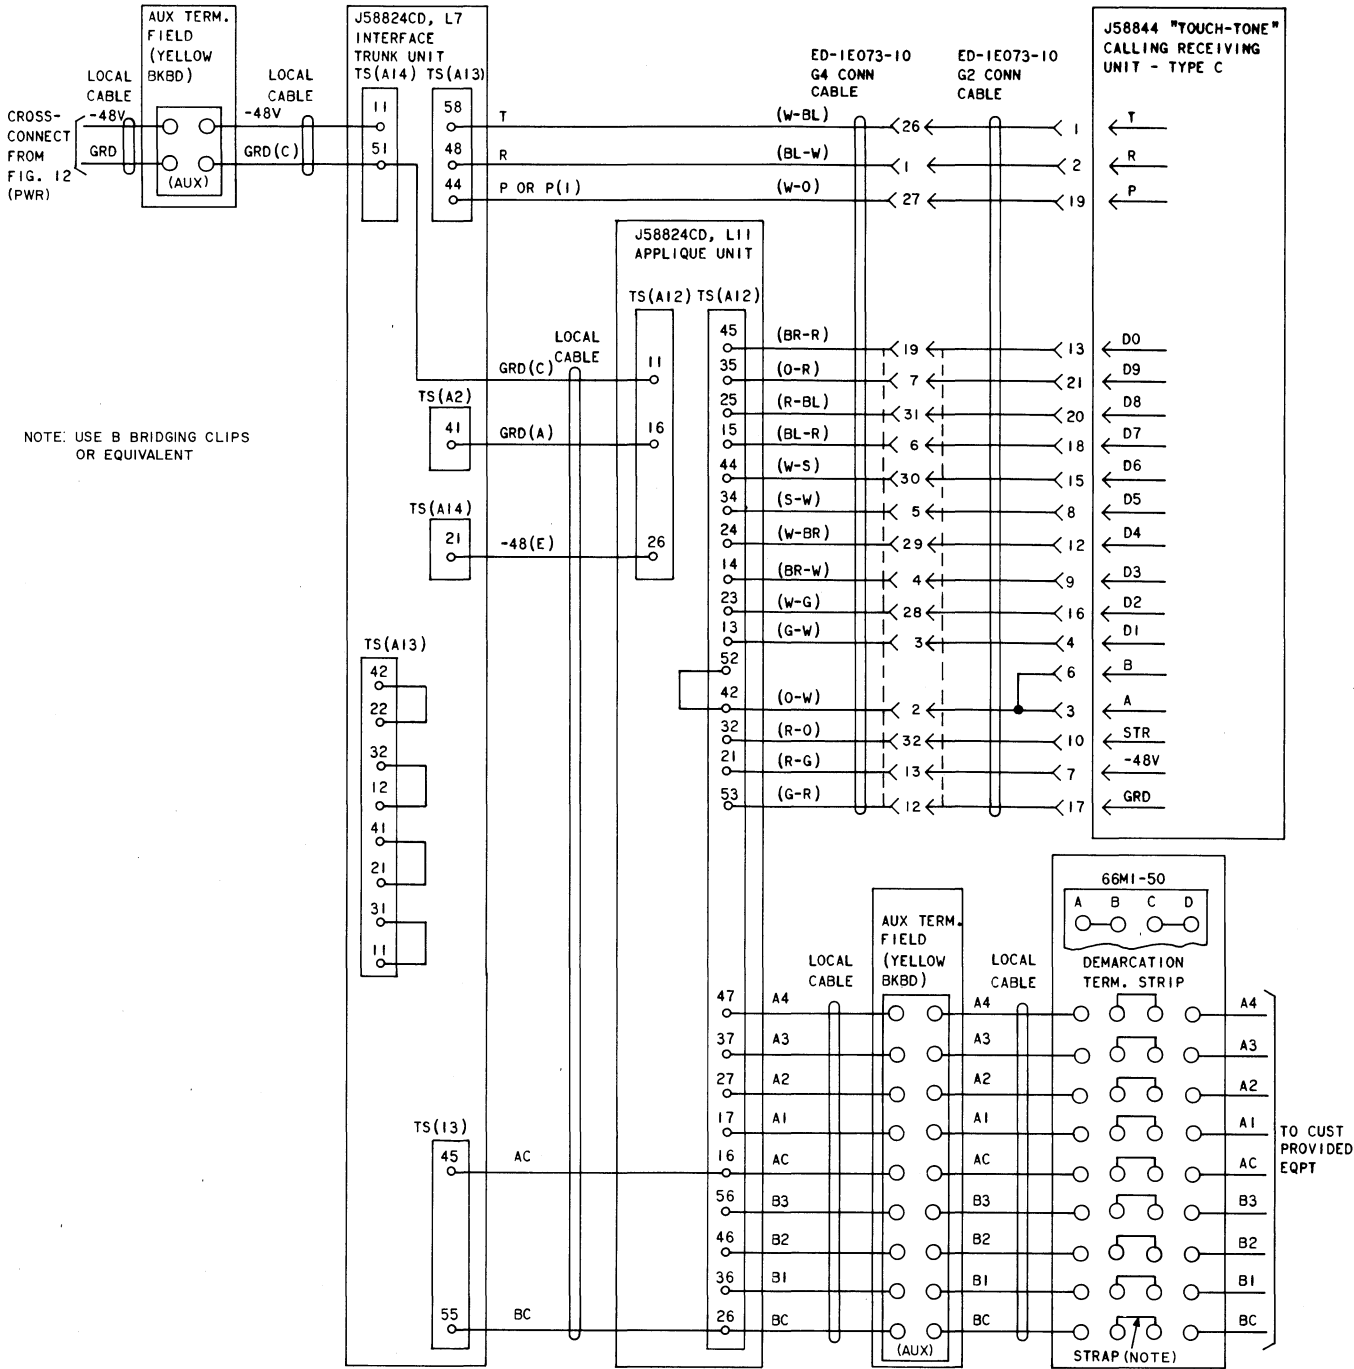 AUX TERM.
FIELD
(YELLOW
BKBD)
LOCAL
CABLE
LOCAL
CABLE
CROSS-
CONNECT
FROM
FIG. 12
(PWR)
-48V
GRD
-48V
GRD(C)
(AUX)
J58824CD, L7
INTERFACE
TRUNK UNIT
TS(A14) TS(A13)
11
51
58
48
44
T
R
P OR P(1)
ED-1E073-10
G4 CONN
CABLE
ED-1E073-10
G2 CONN
CABLE
J58844 "TOUCH-TONE"
CALLING RECEIVING
UNIT - TYPE C
(W-BL) 26 1 T
(BL-W) 1 2 R
(W-O) 27 19 P
J58824CD, L11
APPLIQUE UNIT
TS(A12) TS(A12)
LOCAL
CABLE
GRD(C)
11
TS(A2)
41
GRD(A)
16
TS(A14)
21
-48(E)
26
NOTE: USE B BRIDGING CLIPS
OR EQUIVALENT
45 (BR-R) 19 13 D0
35 (O-R) 7 21 D9
25 (R-BL) 31 20 D8
15 (BL-R) 6 18 D7
44 (W-S) 30 15 D6
34 (S-W) 5 8 D5
24 (W-BR) 29 12 D4
14 (BR-W) 4 9 D3
23 (W-G) 28 16 D2
13 (G-W) 3 4 D1
52 6 B
42 (O-W) 2 3 A
32 (R-O) 32 10 STR
21 (R-G) 13 7 -48V
53 (G-R) 12 17 GRD
TS(A13)
42
22
32
12
41
21
31
11
66M1-50
A B C D
DEMARCATION
TERM. STRIP
AUX TERM.
FIELD
(YELLOW
BKBD)
LOCAL
CABLE
LOCAL
CABLE
47 A4 A4 A4
37 A3 A3 A3
27 A2 A2 A2
17 A1 A1 A1
TS(13)
45 AC 16 AC AC AC
56 B3 B3 B3
46 B2 B2 B2
36 B1 B1 B1
55 BC 26 BC BC BC
TO CUST
PROVIDED
EQPT
(AUX)
STRAP (NOTE)